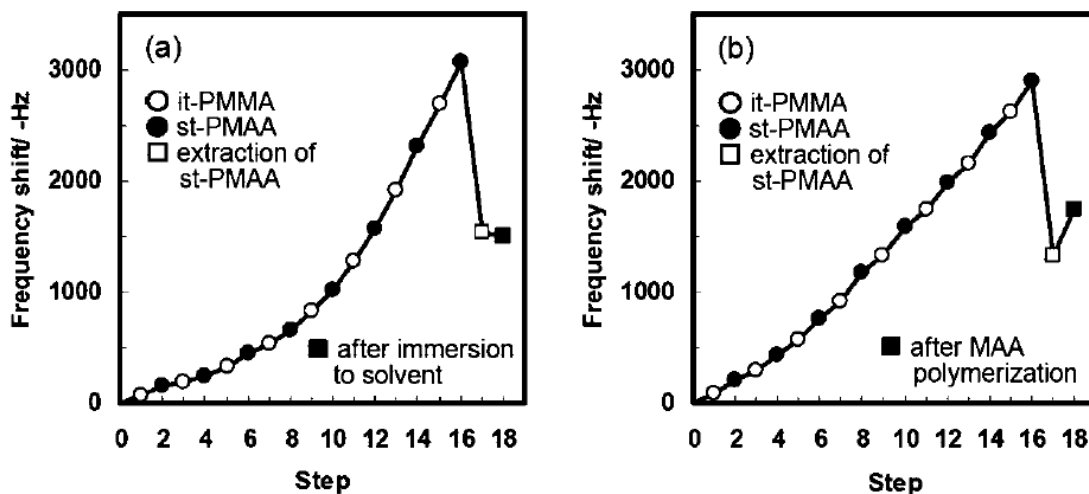 (a)
3000
it-PMMA
st-PMAA
extraction of
st-PMAA
2000
1000
after immersion
to solvent
0
0 2 4 6 8 10 12 14 16 18
Step
Frequency shift/ -Hz
(b)
3000
it-PMMA
st-PMAA
extraction of
st-PMAA
2000
1000
after MAA
polymerization
0
0 2 4 6 8 10 12 14 16 18
Step
Frequency shift/ -Hz